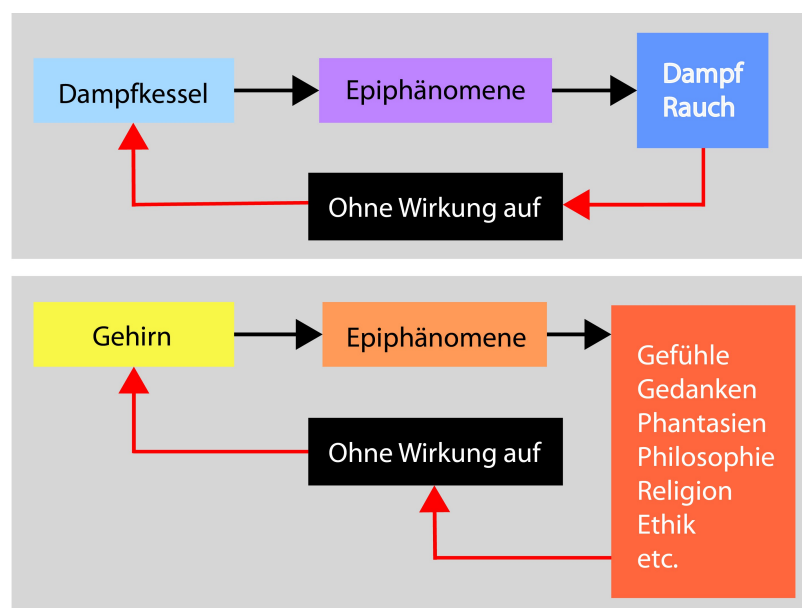 Dampfkessel
Epiphänomene
Dampf
Rauch
Ohne Wirkung auf
Gehirn
Epiphänomene
Gefühle
Gedanken
Phantasien
Philosophie
Religion
Ethik
etc.
Ohne Wirkung auf